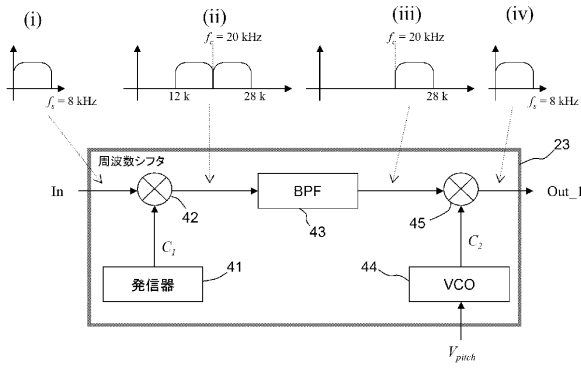 (i)
(ii)
(iii)
(iv)
fc = 20 kHz
fc = 20 kHz
fs = 8 kHz
12 k
28 k
28 k
fs = 8 kHz
周波数シフタ
23
In
42
BPF
43
45
Out_I
C1
C2
発信器
41
44
VCO
Vpitch